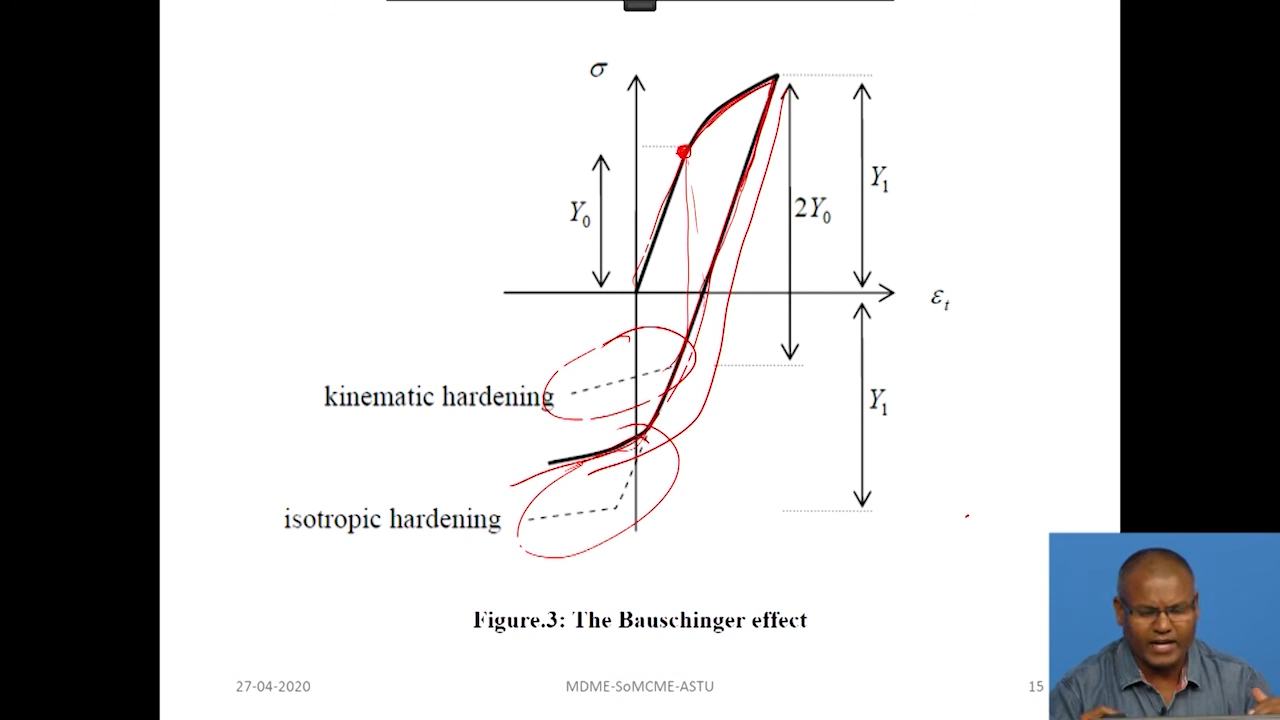 σ
Y₁
Y₀
2Y₀
εₜ
kinematic hardening
Y₁
isotropic hardening
Figure.3: The Bauschinger effect
27-04-2020
MDME-SoMCME-ASTU
15